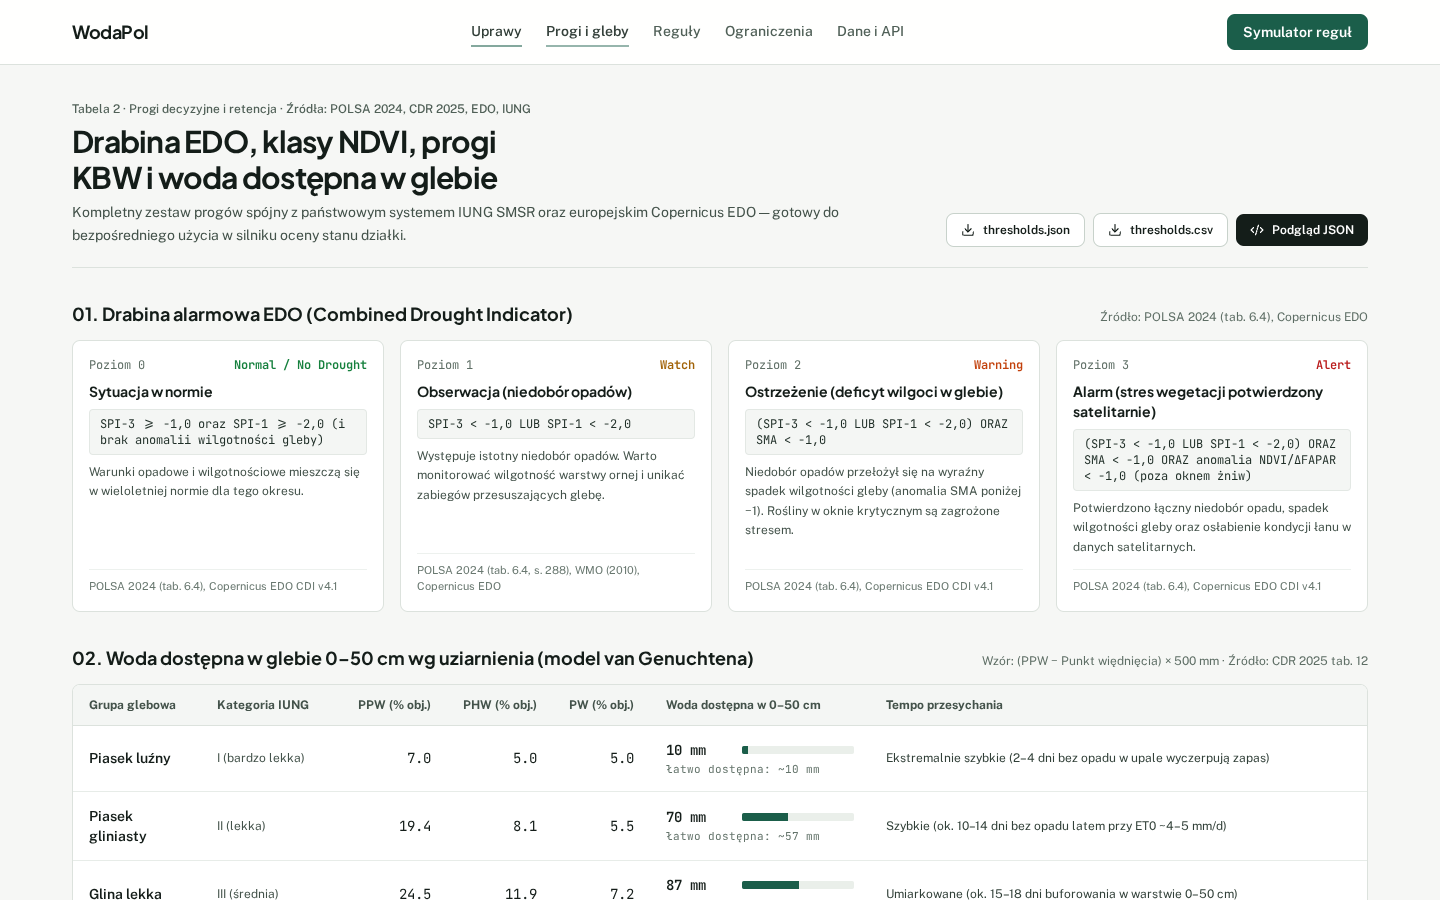 WodaPol
Uprawy
Progi i gleby
Reguły
Ograniczenia
Dane i API
Symulator reguł
Tabela 2 · Progi decyzyjne i retencja · Źródła: POLSA 2024, CDR 2025, EDO, IUNG
Drabina EDO, klasy NDVI, progi
KBW i woda dostępna w glebie
Kompletny zestaw progów spójny z państwowym systemem IUNG SMSR oraz europejskim Copernicus EDO — gotowy do
bezpośredniego użycia w silniku oceny stanu działki.
thresholds.json
thresholds.csv
Podgląd JSON
01. Drabina alarmowa EDO (Combined Drought Indicator)
Źródło: POLSA 2024 (tab. 6.4), Copernicus EDO
Poziom 0
Normal / No Drought
Sytuacja w normie
SPI-3 ≥ -1,0 oraz SPI-1 ≥ -2,0 (i
brak anomalii wilgotności gleby)
Warunki opadowe i wilgotnościowe mieszczą się
w wieloletniej normie dla tego okresu.
POLSA 2024 (tab. 6.4), Copernicus EDO CDI v4.1
Poziom 1
Watch
Obserwacja (niedobór opadów)
SPI-3 < -1,0 LUB SPI-1 < -2,0
Występuje istotny niedobór opadów. Warto
monitorować wilgotność warstwy ornej i unikać
zabiegów przesuszających glebę.
POLSA 2024 (tab. 6.4, s. 288), WMO (2010),
Copernicus EDO
Poziom 2
Warning
Ostrzeżenie (deficyt wilgoci w glebie)
(SPI-3 < -1,0 LUB SPI-1 < -2,0) ORAZ
SMA < -1,0
Niedobór opadów przełożył się na wyraźny
spadek wilgotności gleby (anomalia SMA poniżej
−1). Rośliny w oknie krytycznym są zagrożone
stresem.
POLSA 2024 (tab. 6.4), Copernicus EDO CDI v4.1
Poziom 3
Alert
Alarm (stres wegetacji potwierdzony
satelitarnie)
(SPI-3 < -1,0 LUB SPI-1 < -2,0) ORAZ
SMA < -1,0 ORAZ anomalia NDVI/ΔFAPAR
< -1,0 (poza oknem żniw)
Potwierdzono łączny niedobór opadu, spadek
wilgotności gleby oraz osłabienie kondycji łanu w
danych satelitarnych.
POLSA 2024 (tab. 6.4), Copernicus EDO CDI v4.1
02. Woda dostępna w glebie 0–50 cm wg uziarnienia (model van Genuchtena)
Wzór: (PPW − Punkt więdnięcia) × 500 mm · Źródło: CDR 2025 tab. 12
Grupa glebowa
Kategoria IUNG
PPW (% obj.)
PHW (% obj.)
PW (% obj.)
Woda dostępna w 0–50 cm
Tempo przesychania
Piasek luźny
I (bardzo lekka)
7.0
5.0
5.0
10 mm
Łatwo dostępna: ~10 mm
Ekstremalnie szybkie (2–4 dni bez opadu w upale wyczerpują zapas)
Piasek
gliniasty
II (lekka)
19.4
8.1
5.5
70 mm
Łatwo dostępna: ~57 mm
Szybkie (ok. 10–14 dni bez opadu latem przy ET0 ~4–5 mm/d)
Glina lekka
III (średnia)
24.5
11.9
7.2
87 mm
Umiarkowane (ok. 15–18 dni buforowania w warstwie 0–50 cm)